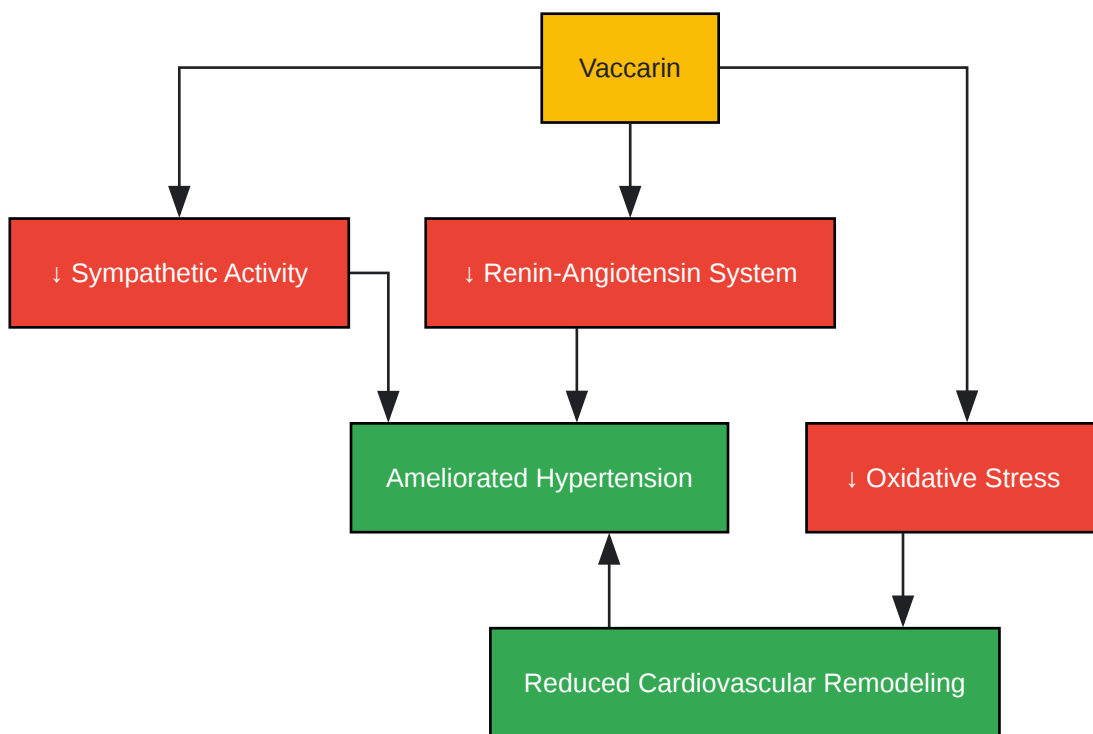 Vaccarin
↓ Sympathetic Activity
↓ Renin-Angiotensin System
Ameliorated Hypertension
↓ Oxidative Stress
Reduced Cardiovascular Remodeling